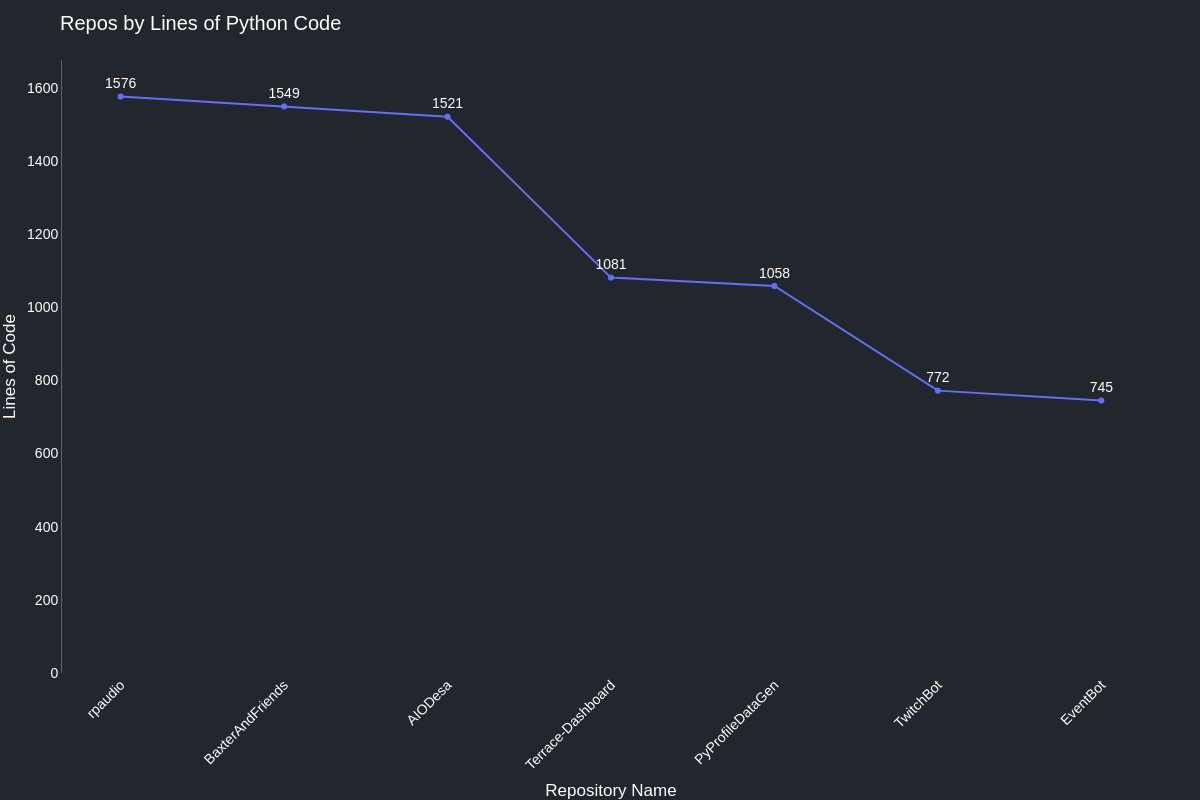 Repos by Lines of Python Code
1576
1549
1521
1081
1058
772
745
1600
1400
1200
1000
800
600
400
200
0
Lines of Code
rpaudio
BaxterAndFriends
AIODesa
Terrace-Dashboard
PyProfileDataGen
TwitchBot
EventBot
Repository Name